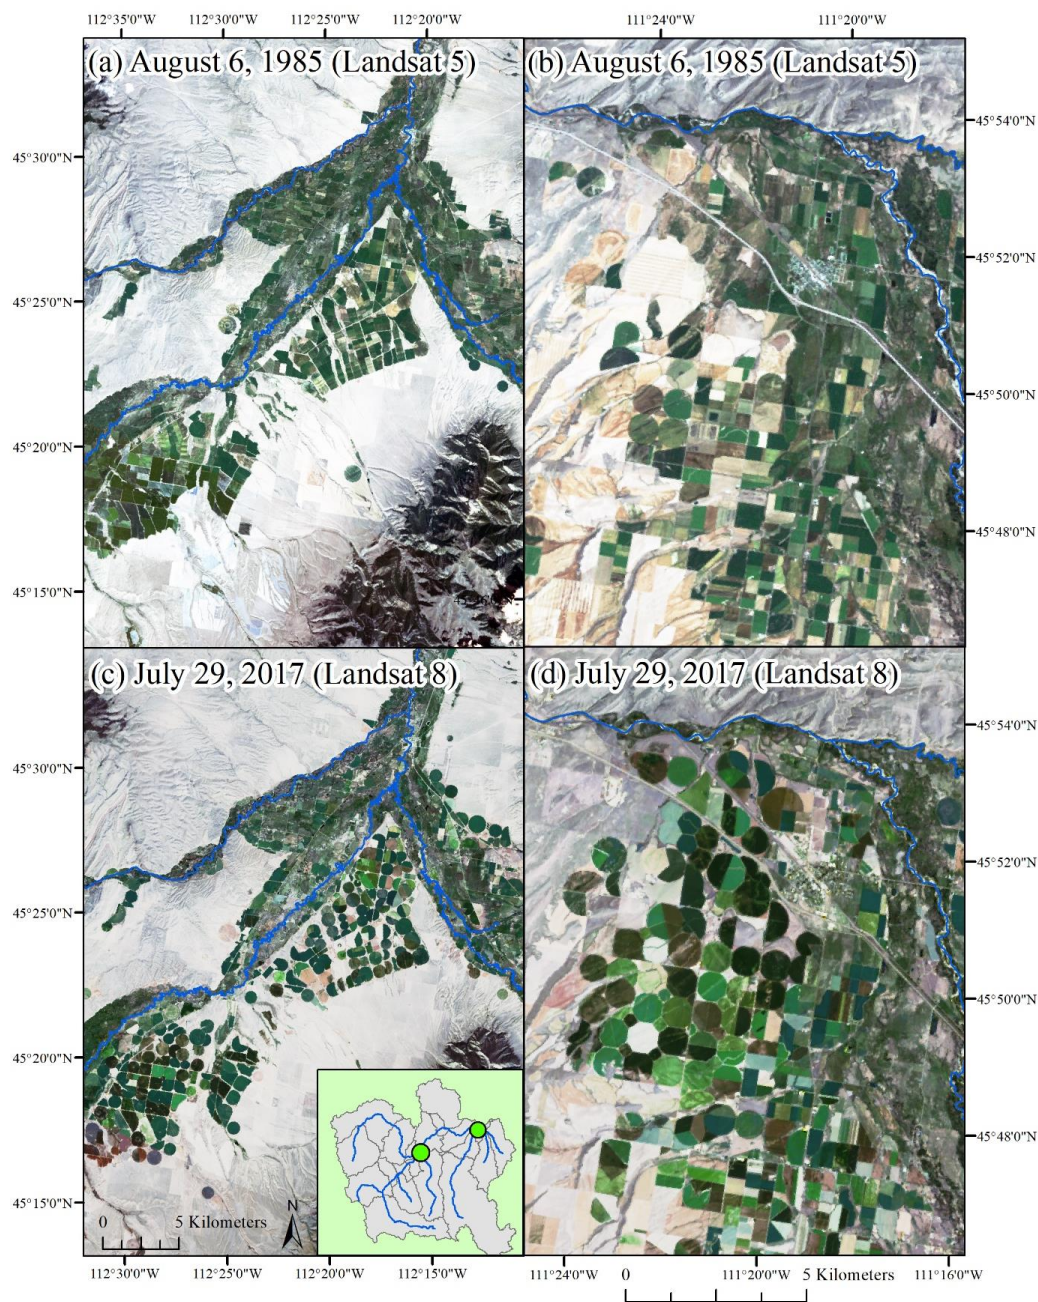 112°35'0"W 112°30'0"W 112°25'0"W 112°20'0"W
111°24'0"W 111°20'0"W
(a) August 6, 1985 (Landsat 5)
(b) August 6, 1985 (Landsat 5)
45°30'0"N
45°25'0"N
45°20'0"N
45°15'0"N
45°54'0"N
45°52'0"N
45°50'0"N
45°48'0"N
(c) July 29, 2017 (Landsat 8)
(d) July 29, 2017 (Landsat 8)
45°30'0"N
45°25'0"N
45°20'0"N
45°15'0"N
45°54'0"N
45°52'0"N
45°50'0"N
45°48'0"N
0 5 Kilometers
N
112°30'0"W 112°25'0"W 112°20'0"W 112°15'0"W
111°24'0"W 111°20'0"W 111°16'0"W
0 5 Kilometers